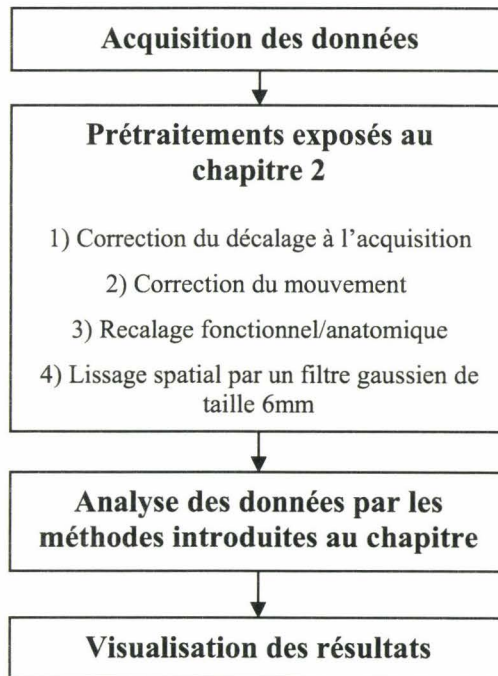 Acquisition des données
Prétraitements exposés au
chapitre 2
1) Correction du décalage à l'acquisition
2) Correction du mouvement
3) Recalage fonctionnel/anatomique
4) Lissage spatial par un filtre gaussien de
taille 6mm
Analyse des données par les
méthodes introduites au chapitre
Visualisation des résultats